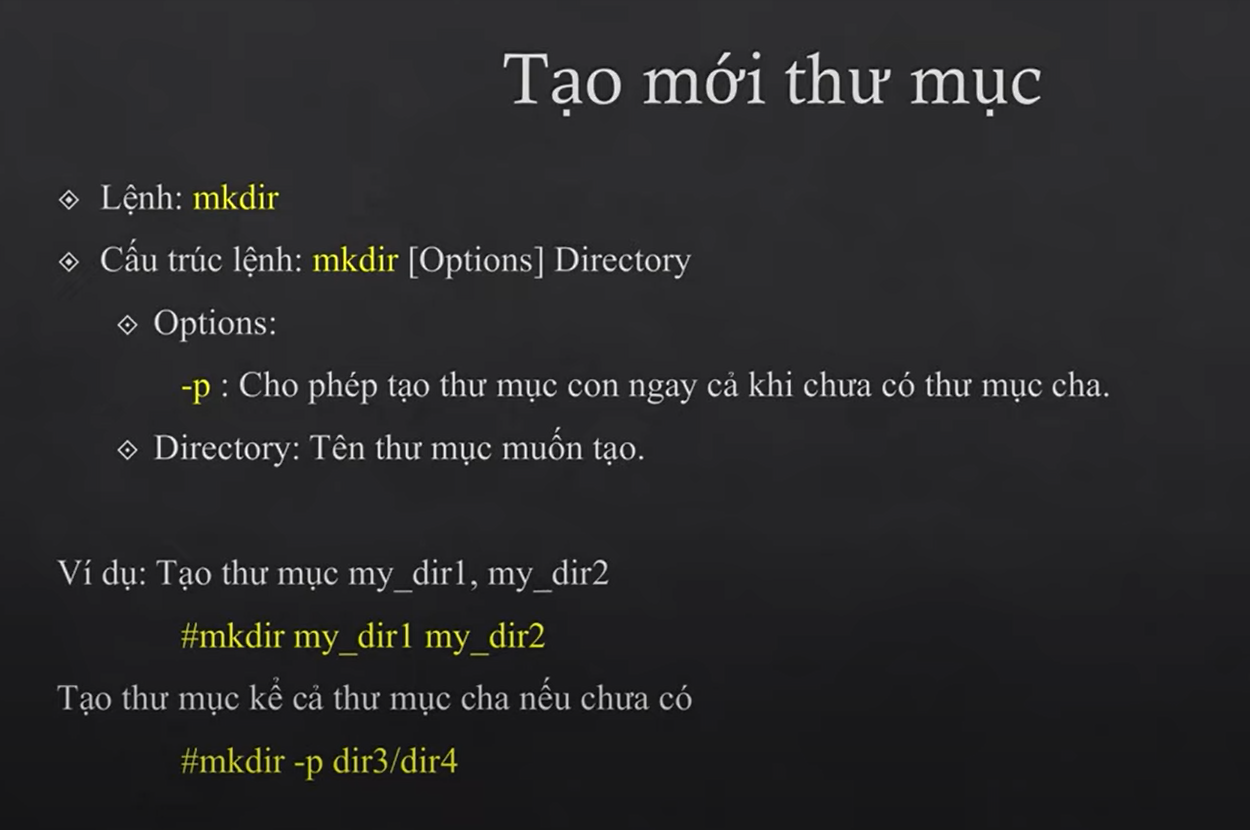 Tạo mới thư mục
Lệnh: mkdir
Cấu trúc lệnh: mkdir [Options] Directory
Options:
-p : Cho phép tạo thư mục con ngay cả khi chưa có thư mục cha.
Directory: Tên thư mục muốn tạo.
Ví dụ: Tạo thư mục my_dir1, my_dir2
#mkdir my_dir1 my_dir2
Tạo thư mục kể cả thư mục cha nếu chưa có
#mkdir -p dir3/dir4